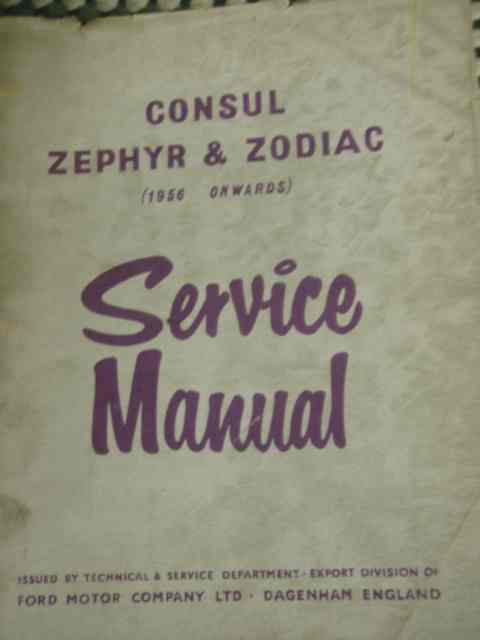 CONSUL
ZEPHYR & ZODIAC
(1956 ONWARDS)
Service
Manual
ISSUED BY TECHNICAL & SERVICE DEPARTMENT · EXPORT DIVISION OF
FORD MOTOR COMPANY LTD · DAGENHAM ENGLAND